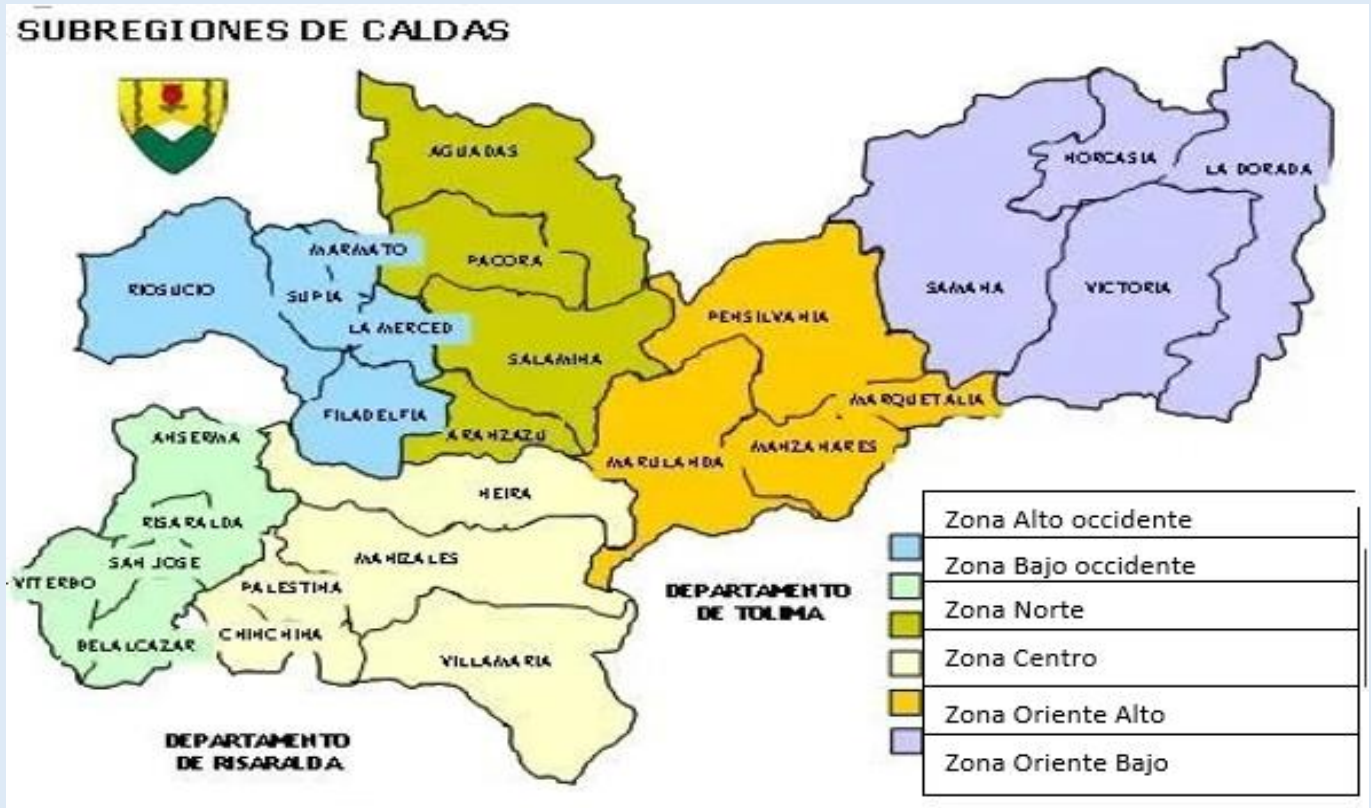 SUBREGIONES DE CALDAS
AGUADAS
NORCASIA
LA DORADA
MARMATO
PACORA
RIOSUCIO
SUPIA
SAMANA
VICTORIA
LA MERCED
PENSILVANIA
SALAMINA
MARQUETALIA
FILADELFIA
ARANZAZU
ANSERMA
MANZANARES
MARULANDA
NEIRA
RISARALDA
SAN JOSE
MANIZALES
VITERBO
PALESTINA
CHINCHINA
BELALCAZAR
VILLAMARIA
DEPARTAMENTO
DE TOLIMA
DEPARTAMENTO
DE RISARALDA
Zona Alto occidente
Zona Bajo occidente
Zona Norte
Zona Centro
Zona Oriente Alto
Zona Oriente Bajo